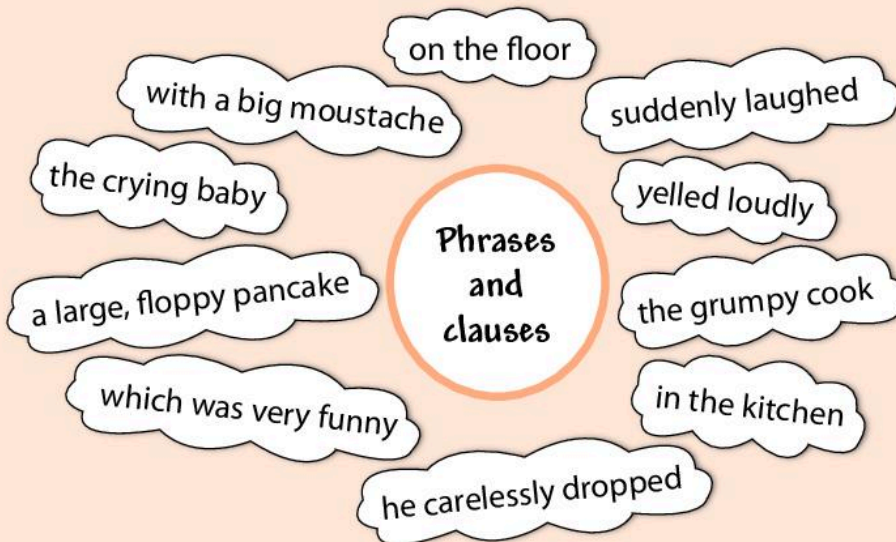 on the floor
with a big moustache
suddenly laughed
the crying baby
yelled loudly
Phrases
and
clauses
a large, floppy pancake
the grumpy cook
which was very funny
in the kitchen
he carelessly dropped